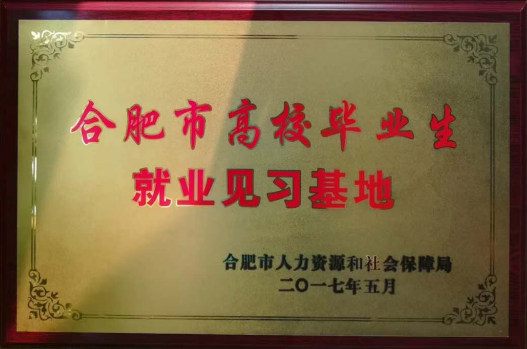 合肥市高校毕业生
就业见习基地
合肥市人力资源和社会保障局
二〇一七年五月